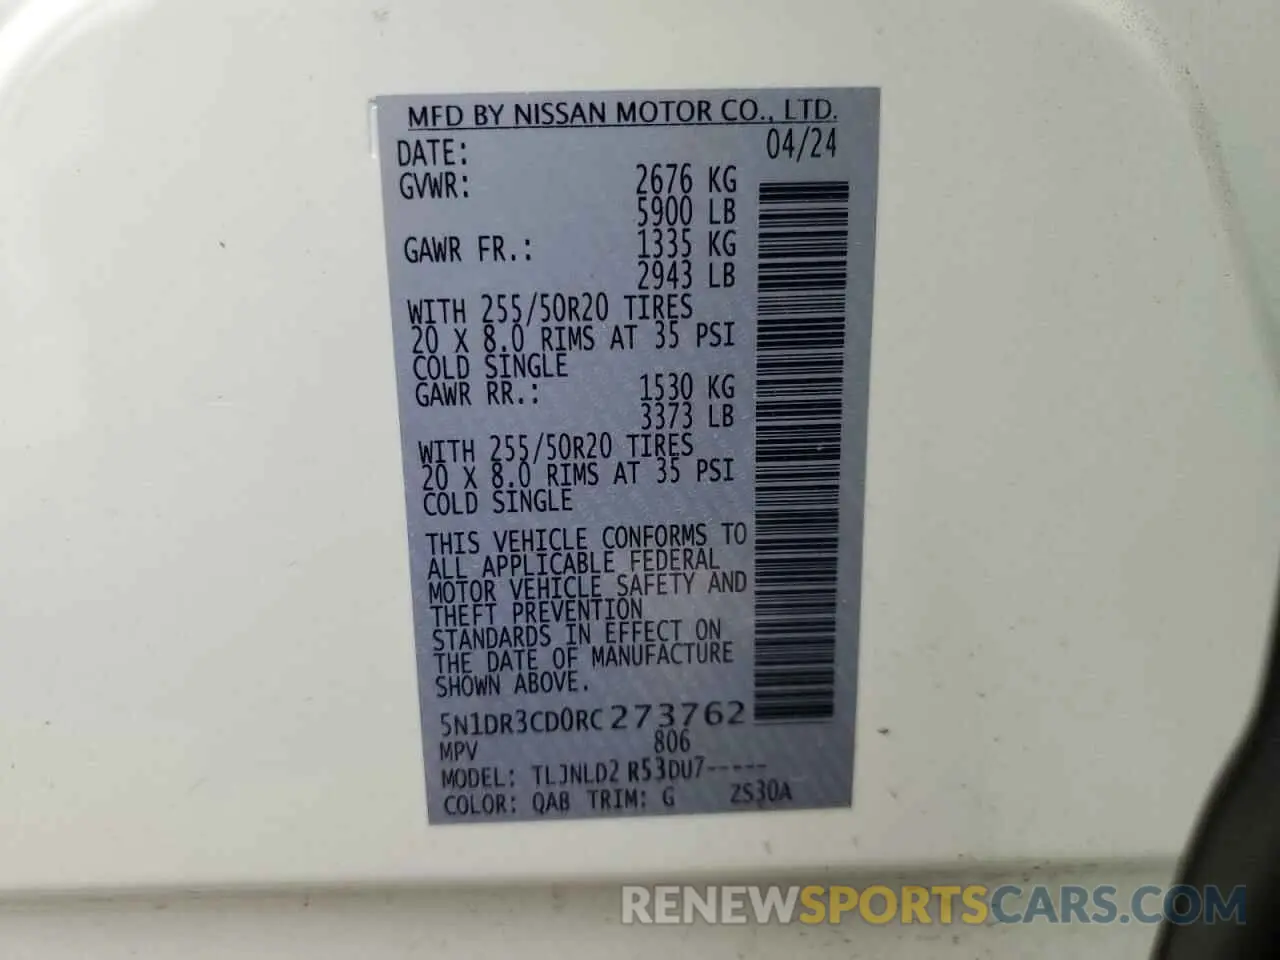 MFD BY NISSAN MOTOR CO., LTD.
DATE: 04/24
GVWR: 2676 KG
5900 LB
GAWR FR.: 1335 KG
2943 LB
WITH 255/50R20 TIRES
20 X 8.0 RIMS AT 35 PSI
COLD SINGLE
GAWR RR.: 1530 KG
3373 LB
WITH 255/50R20 TIRES
20 X 8.0 RIMS AT 35 PSI
COLD SINGLE
THIS VEHICLE CONFORMS TO
ALL APPLICABLE FEDERAL
MOTOR VEHICLE SAFETY AND
THEFT PREVENTION
STANDARDS IN EFFECT ON
THE DATE OF MANUFACTURE
SHOWN ABOVE.
5N1DR3CD0RC273762
MPV 806
MODEL: TLJNLD2 R53DU7-----
COLOR: QAB TRIM: G 2S30A
RENEWSPORTSCARS.COM